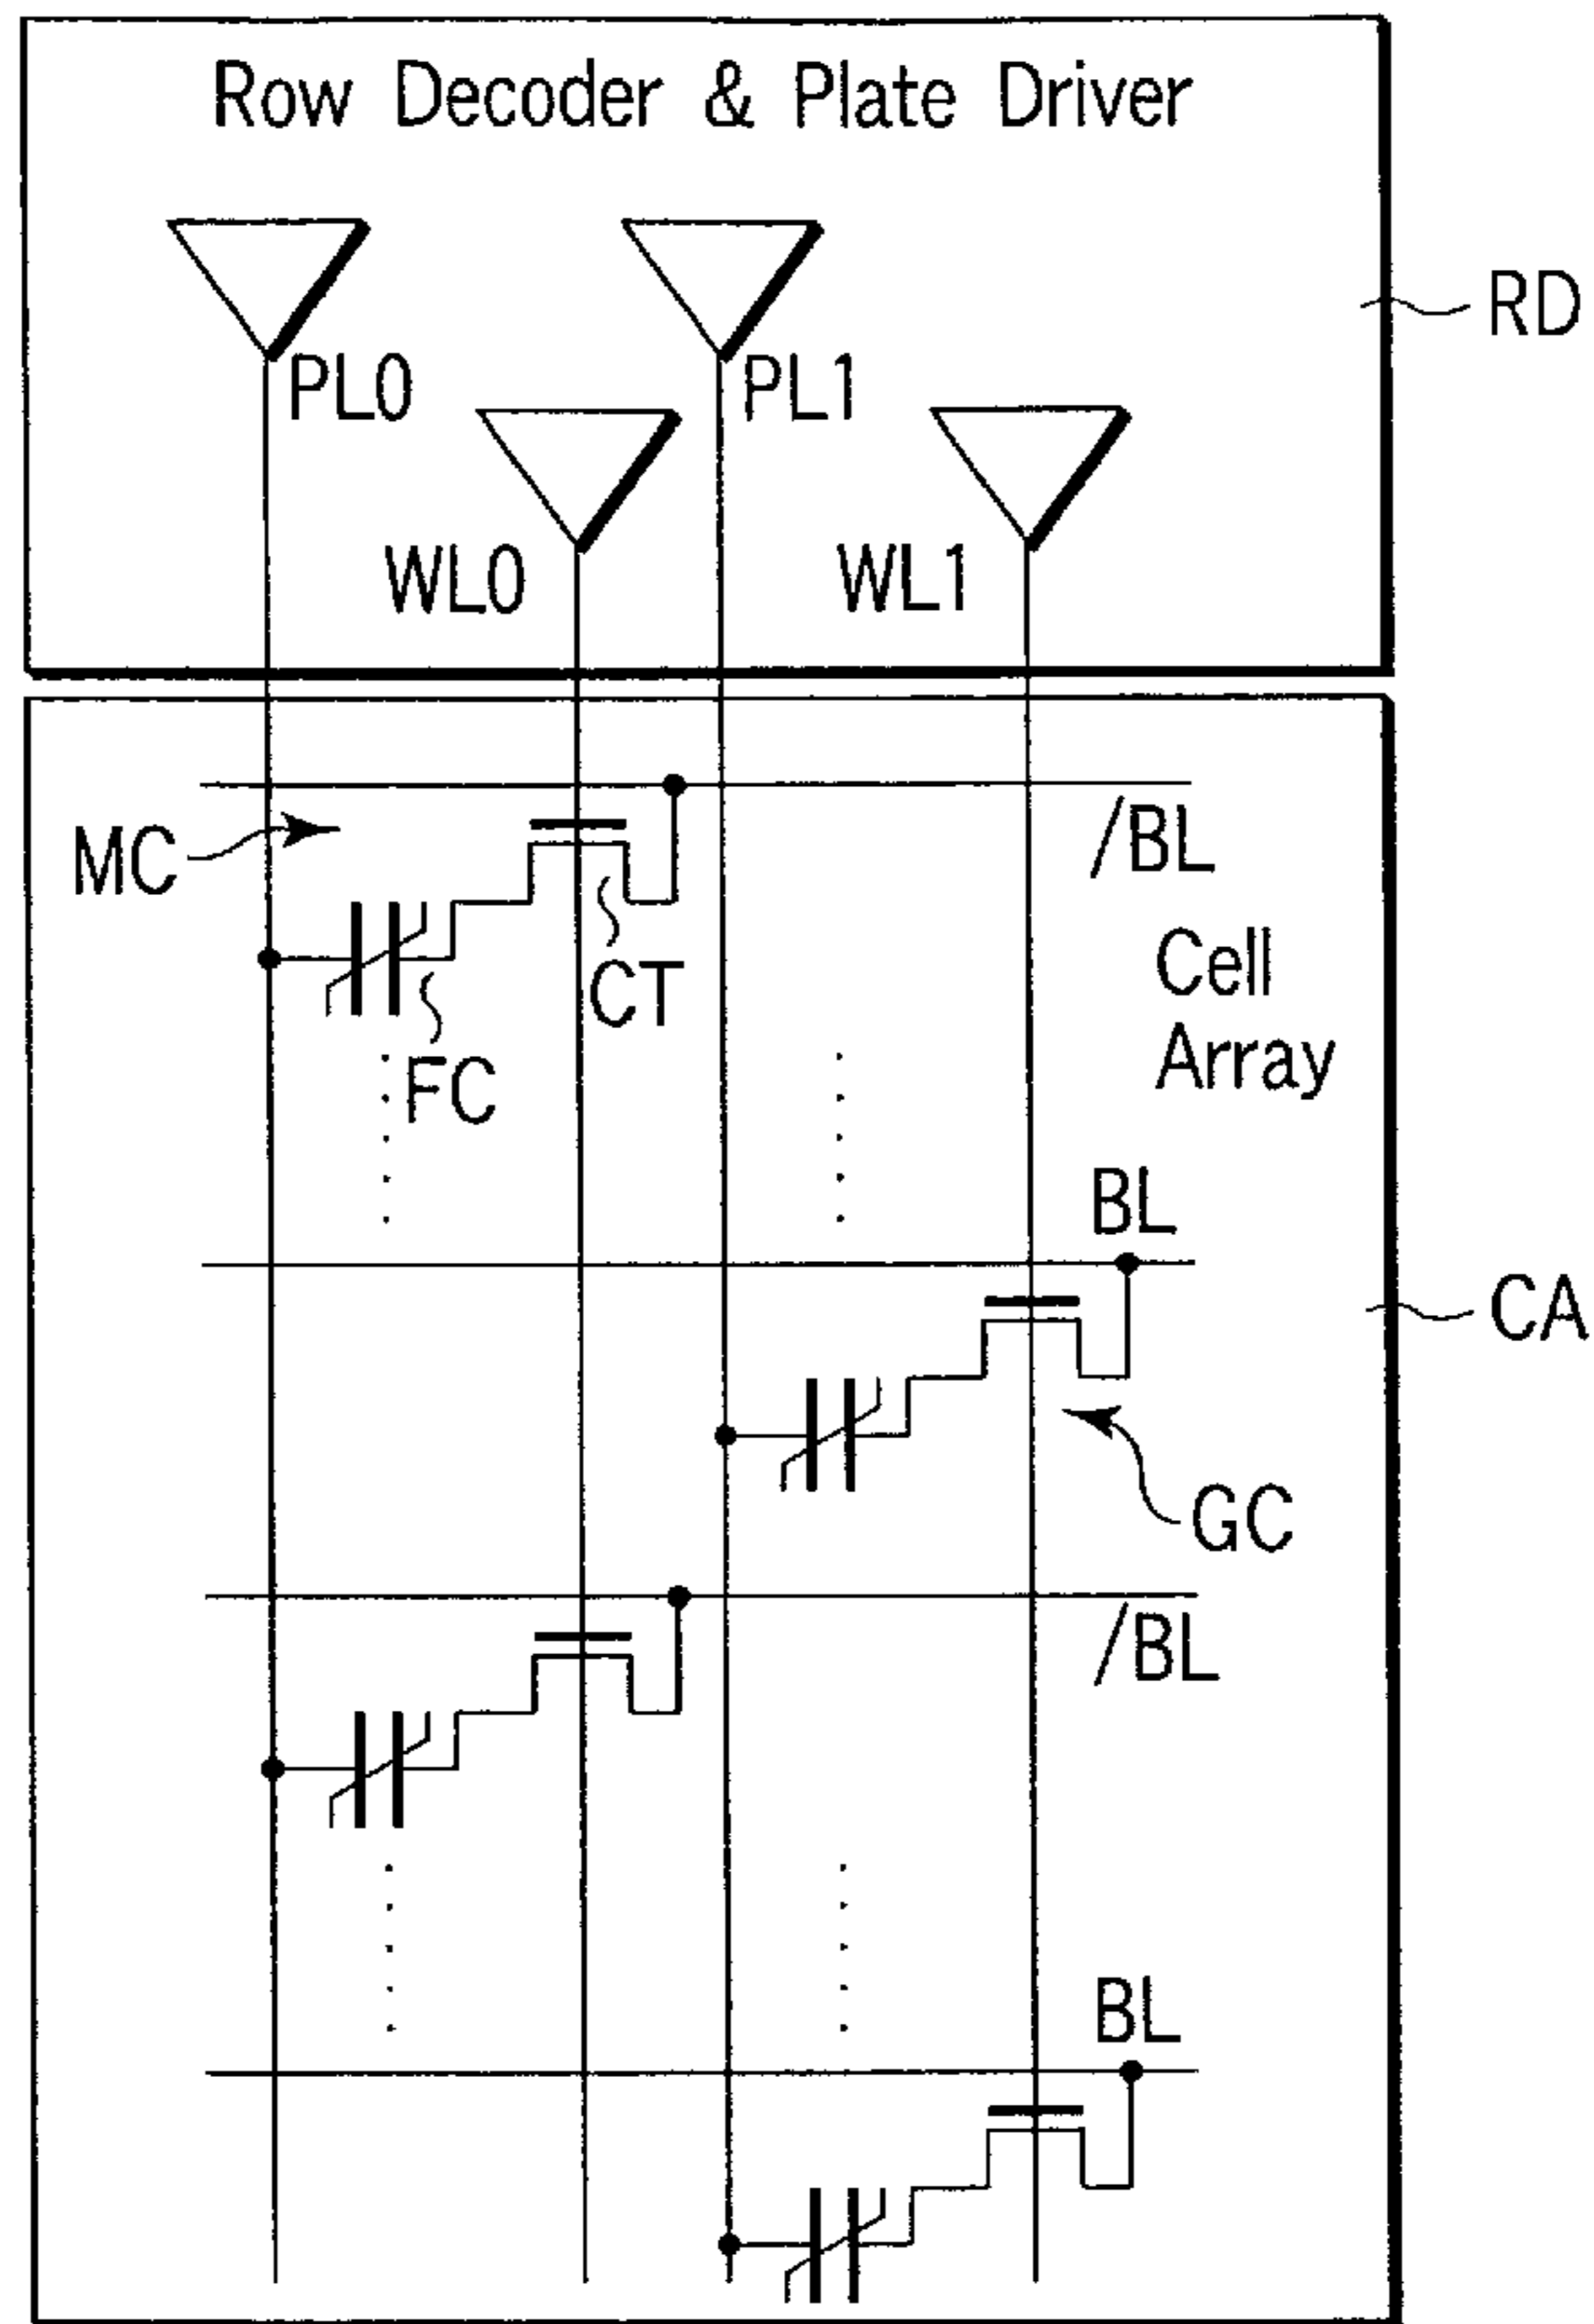 Row Decoder & Plate Driver
RD
PL0
PL1
WL0
WL1
/BL
MC
CT
Cell
Array
FC
BL
CA
GC
/BL
BL